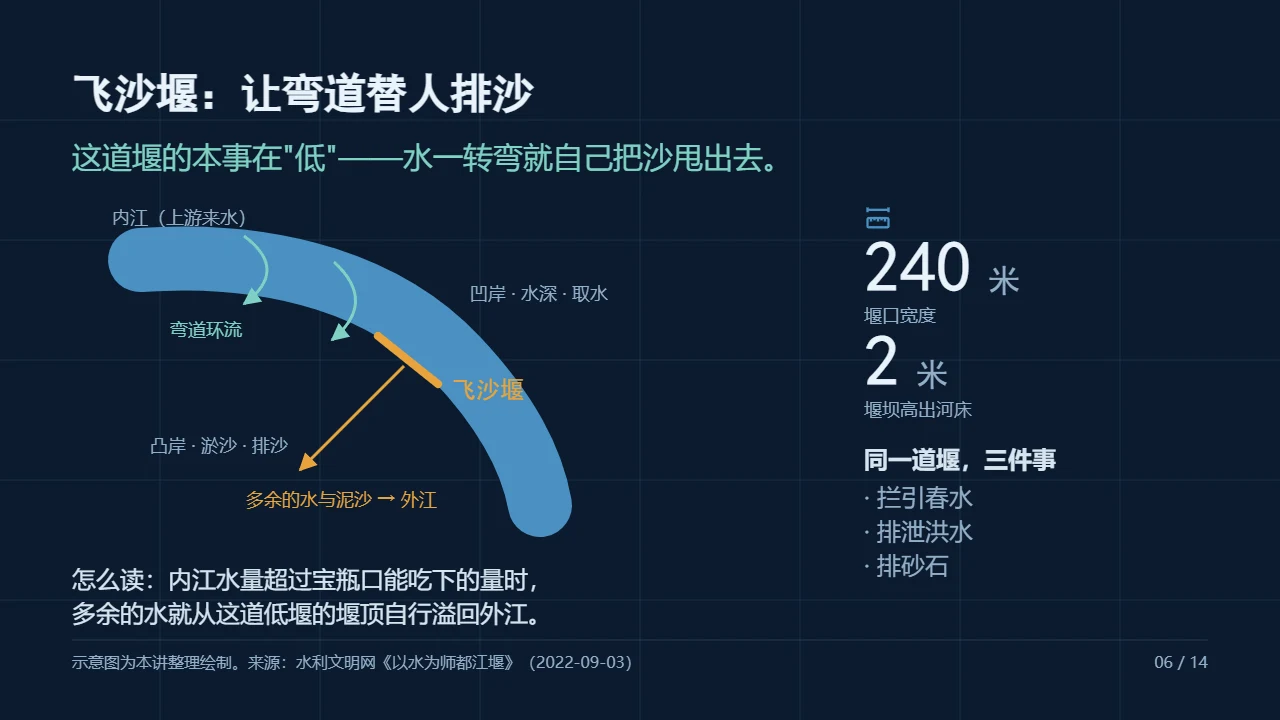 飞沙堰：让弯道替人排沙
这道堰的本事在"低"——水一转弯就自己把沙甩出去。
内江（上游来水）
凹岸 · 水深 · 取水
弯道环流
飞沙堰
凸岸 · 淤沙 · 排沙
多余的水与泥沙 → 外江
240 米
堰口宽度
2 米
堰坝高出河床
同一道堰，三件事
· 拦引春水
· 排泄洪水
· 排砂石
怎么读：内江水量超过宝瓶口能吃下的量时，
多余的水就从这道低堰的堰顶自行溢回外江。
示意图为本讲整理绘制。来源：水利文明网《以水为师都江堰》（2022-09-03）
06 / 14